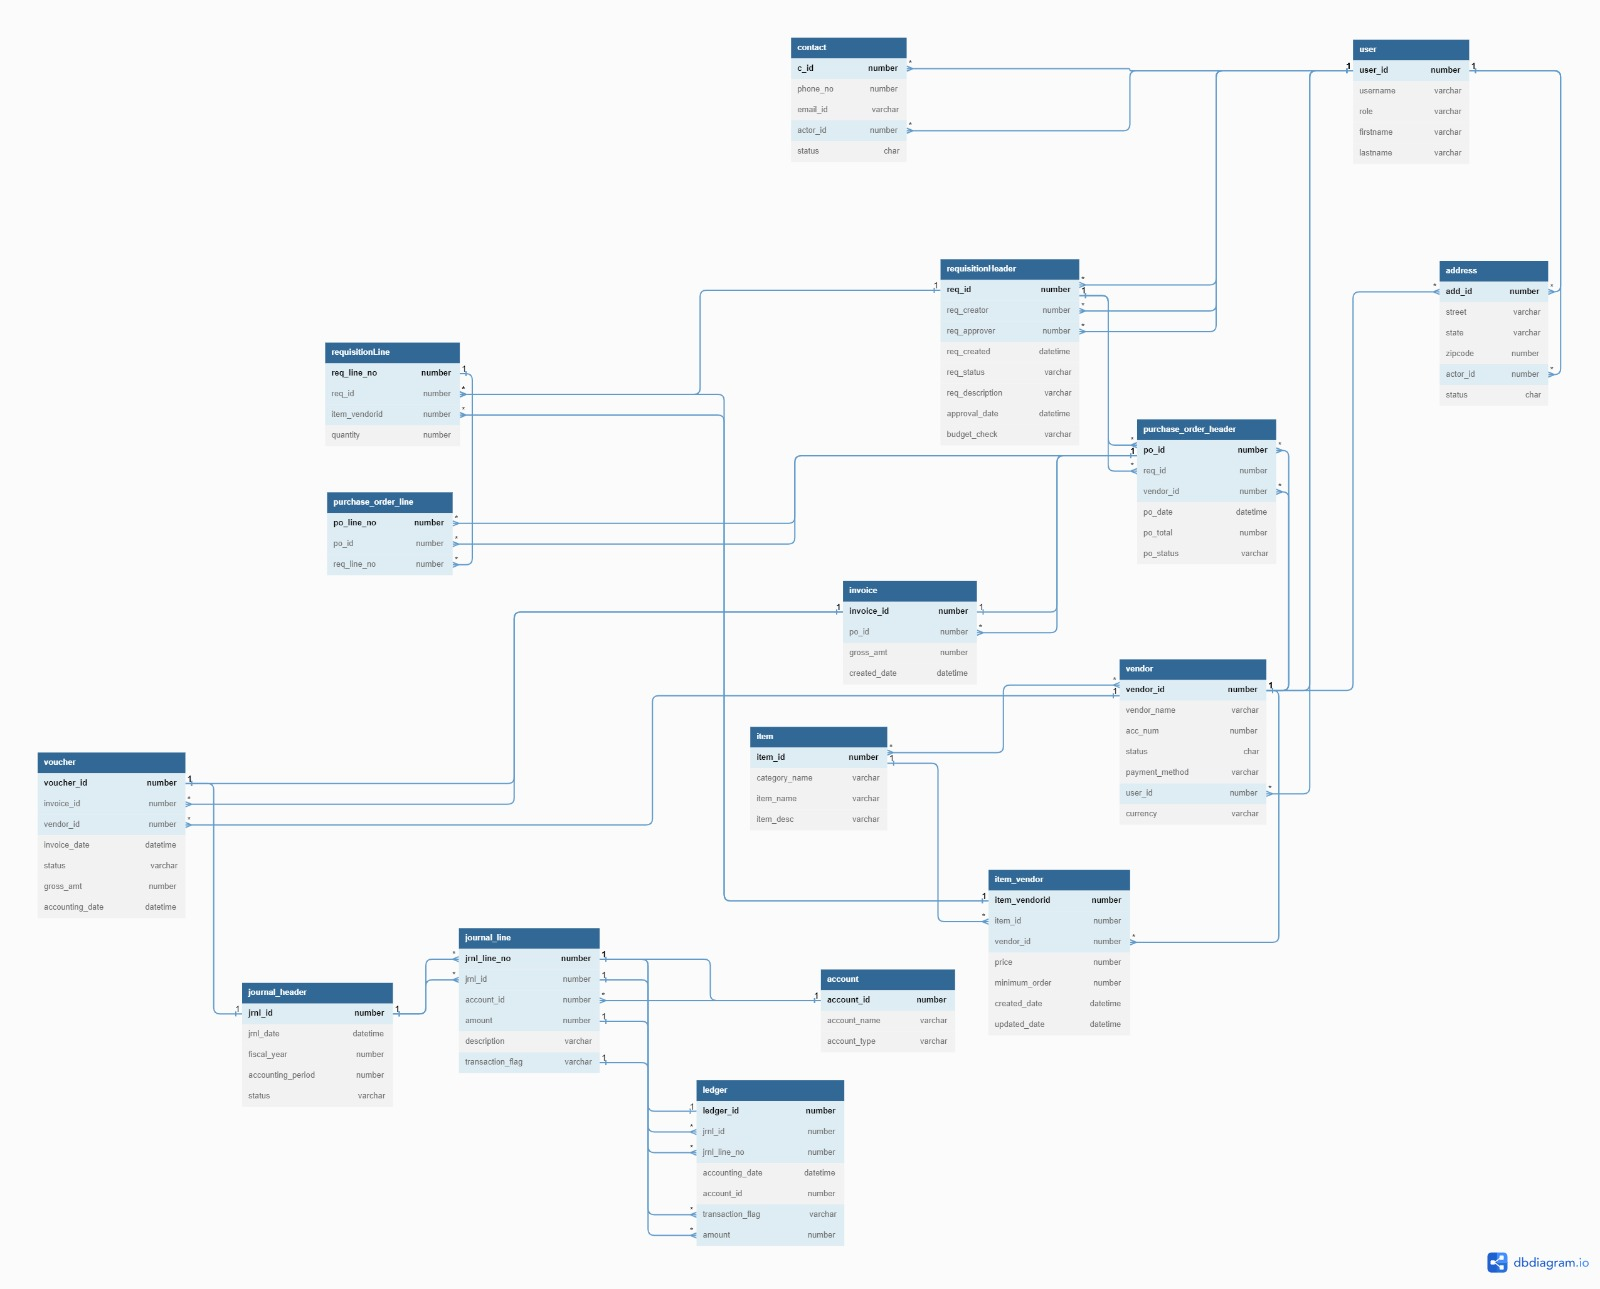 contact
c_id number
phone_no number
email_id varchar
actor_id number
status char
user
user_id number
username varchar
role varchar
firstname varchar
lastname varchar
requisitionHeader
req_id number
req_creator number
req_approver number
req_created datetime
req_status varchar
req_description varchar
approval_date datetime
budget_check varchar
address
add_id number
street varchar
state varchar
zipcode number
actor_id number
status char
requisitionLine
req_line_no number
req_id number
item_vendorid number
quantity number
purchase_order_header
po_id number
req_id number
vendor_id number
po_date datetime
po_total number
po_status varchar
purchase_order_line
po_line_no number
po_id number
req_line_no number
invoice
invoice_id number
po_id number
gross_amt number
created_date datetime
vendor
vendor_id number
vendor_name varchar
acc_num number
status char
payment_method varchar
user_id number
currency varchar
item
item_id number
category_name varchar
item_name varchar
item_desc varchar
voucher
voucher_id number
invoice_id number
vendor_id number
invoice_date datetime
status varchar
gross_amt number
accounting_date datetime
item_vendor
item_vendorid number
item_id number
vendor_id number
price number
minimum_order number
created_date datetime
updated_date datetime
journal_line
jrnl_line_no number
jrnl_id number
account_id number
amount number
description varchar
transaction_flag varchar
account
account_id number
account_name varchar
account_type varchar
journal_header
jrnl_id number
jrnl_date datetime
fiscal_year number
accounting_period number
status varchar
ledger
ledger_id number
jrnl_id number
jrnl_line_no number
accounting_date datetime
account_id number
transaction_flag varchar
amount number
dbdiagram.io